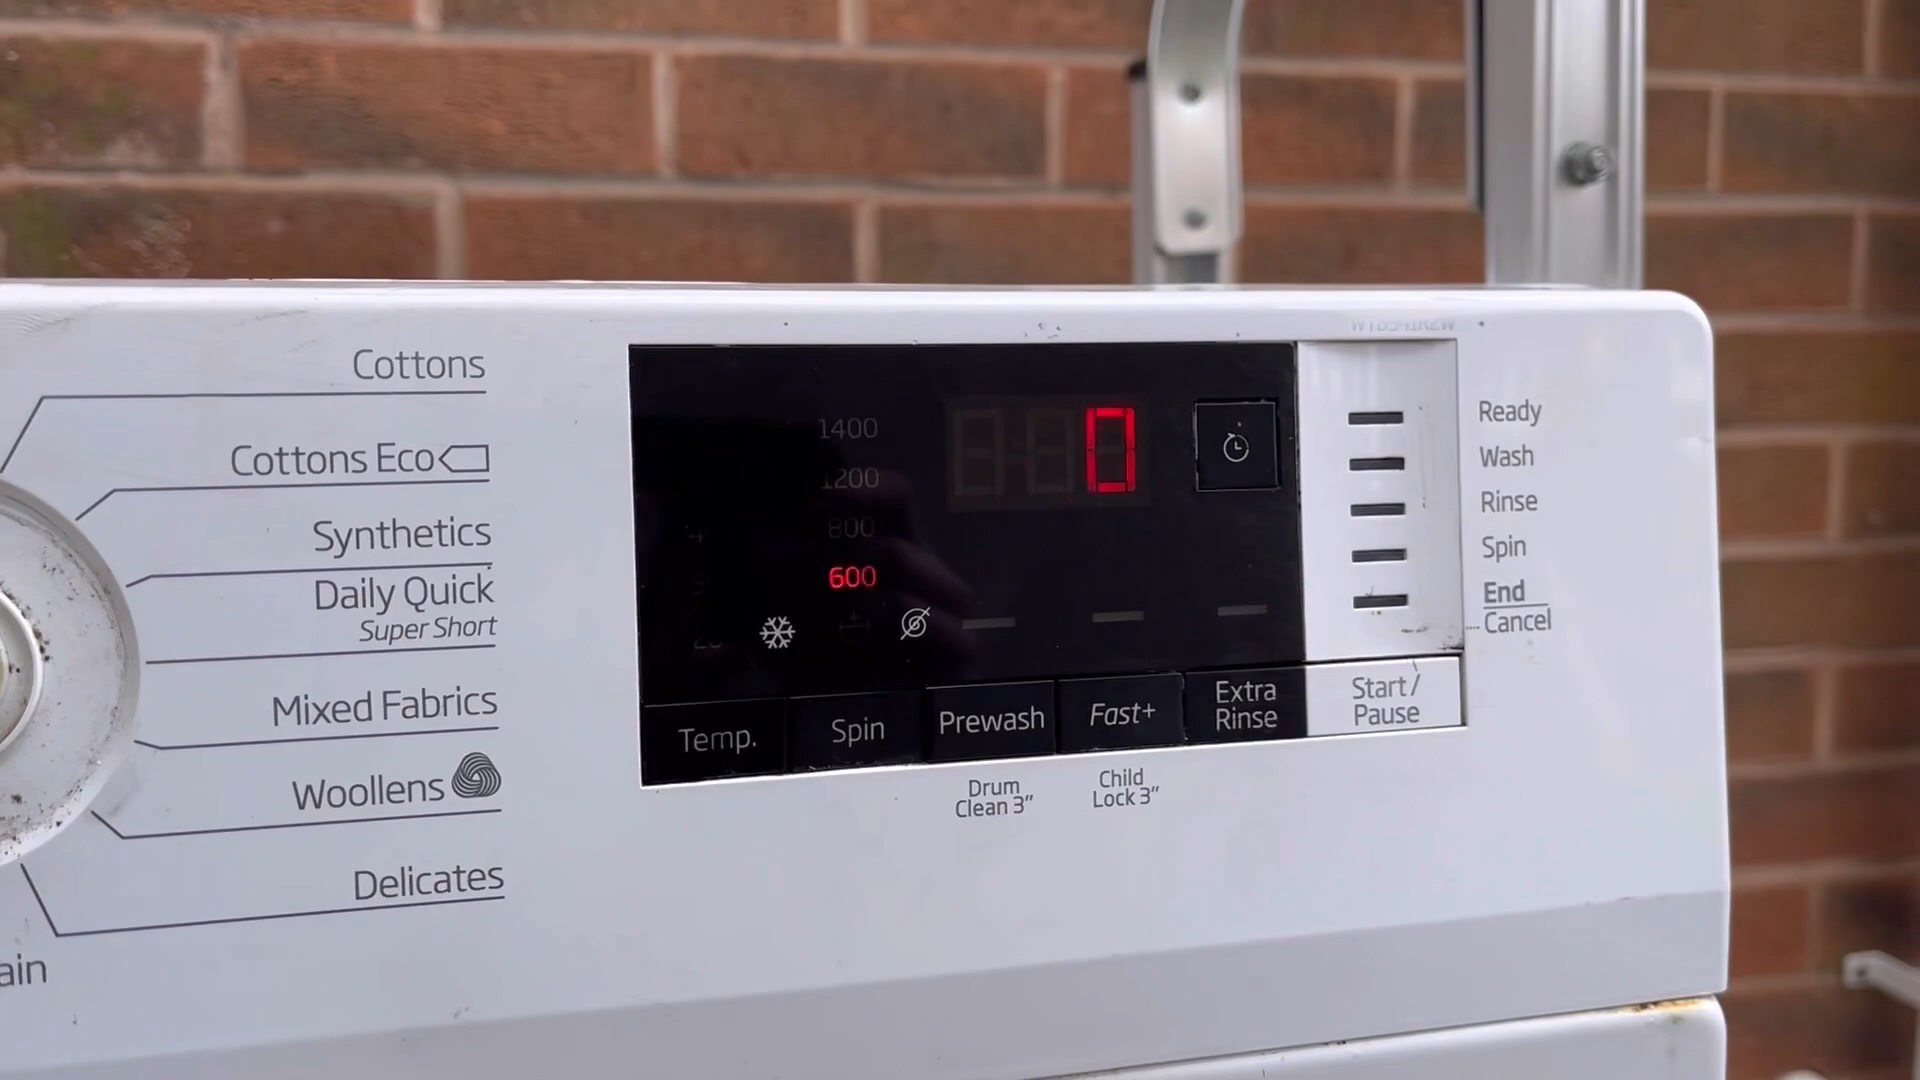 Cottons
Cottons Eco
Synthetics
Daily Quick
Super Short
Mixed Fabrics
Woollens
Delicates
ain
1400
1200
800
600
0
Temp.
Spin
Prewash
Fast+
Extra
Rinse
Start/
Pause
Drum
Clean 3”
Child
Lock 3”
Ready
Wash
Rinse
Spin
End
Cancel